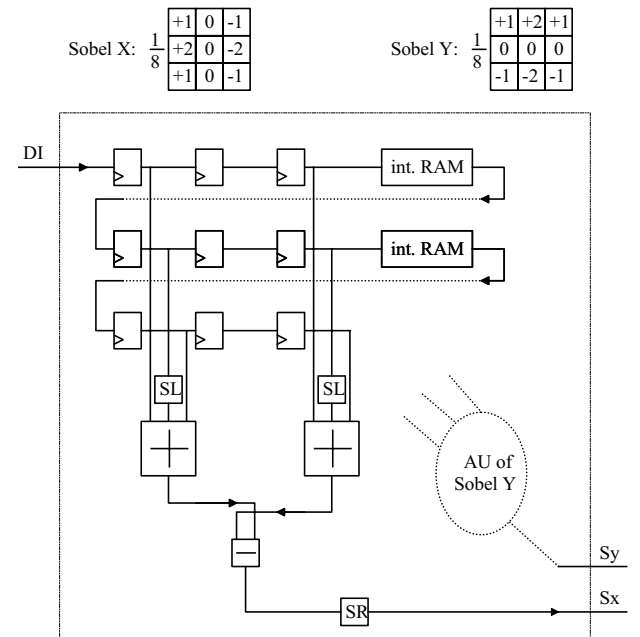 Sobel X: 1/8
+1 0 -1
+2 0 -2
+1 0 -1
Sobel Y: 1/8
+1 +2 +1
0 0 0
-1 -2 -1
DI
int. RAM
int. RAM
SL
SL
AU of
Sobel Y
Sy
Sx
SR